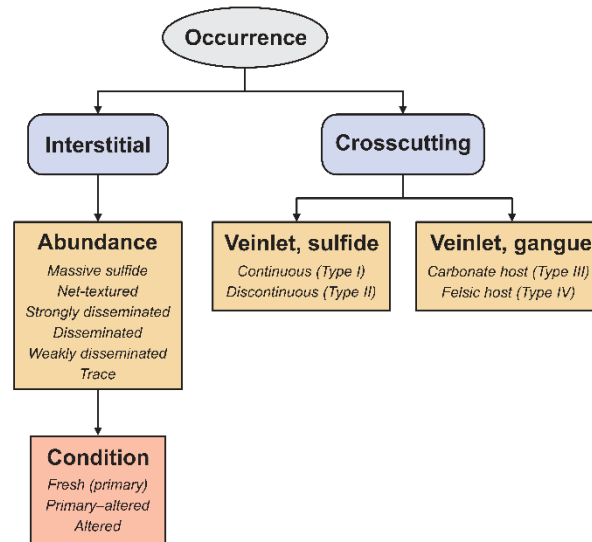 Occurrence
Interstitial
Crosscutting
Abundance
Massive sulfide
Net-textured
Strongly disseminated
Disseminated
Weakly disseminated
Trace
Veinlet, sulfide
Continuous (Type I)
Discontinuous (Type II)
Veinlet, gangue
Carbonate host (Type III)
Felsic host (Type IV)
Condition
Fresh (primary)
Primary–altered
Altered